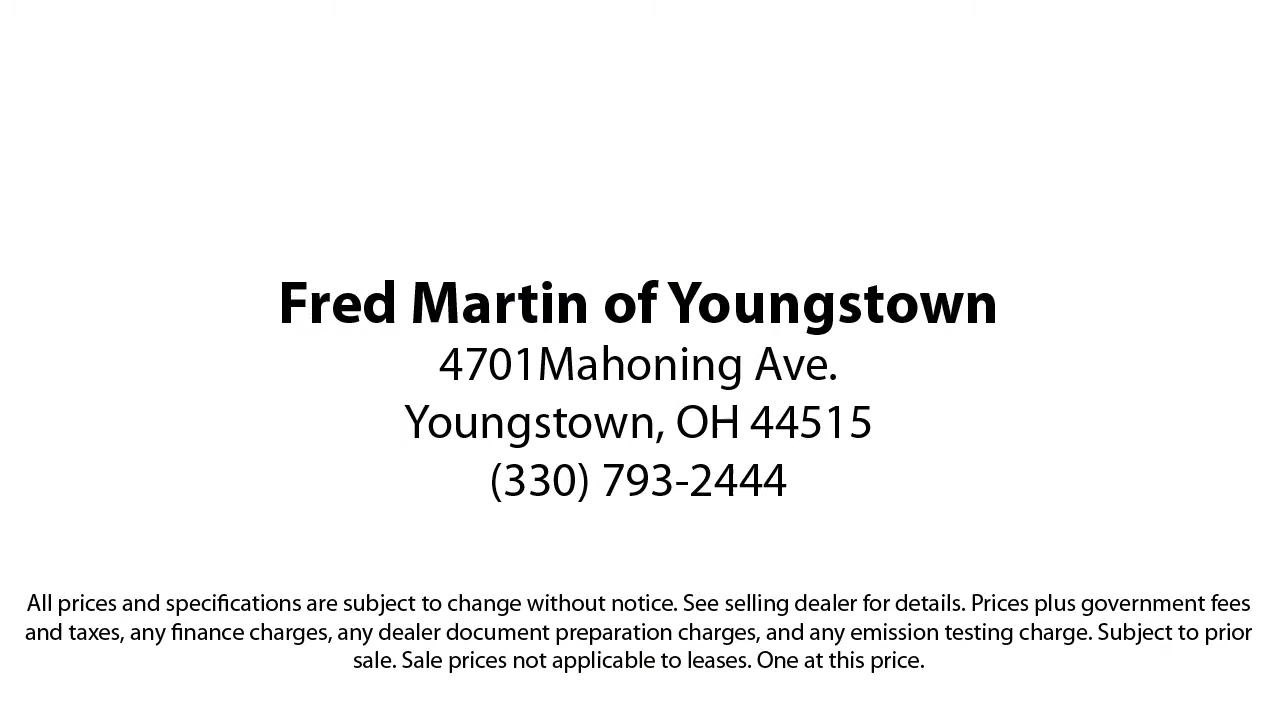 Fred Martin of Youngstown
4701Mahoning Ave.
Youngstown, OH 44515
(330) 793-2444
All prices and specifications are subject to change without notice. See selling dealer for details. Prices plus government fees
and taxes, any finance charges, any dealer document preparation charges, and any emission testing charge. Subject to prior
sale. Sale prices not applicable to leases. One at this price.